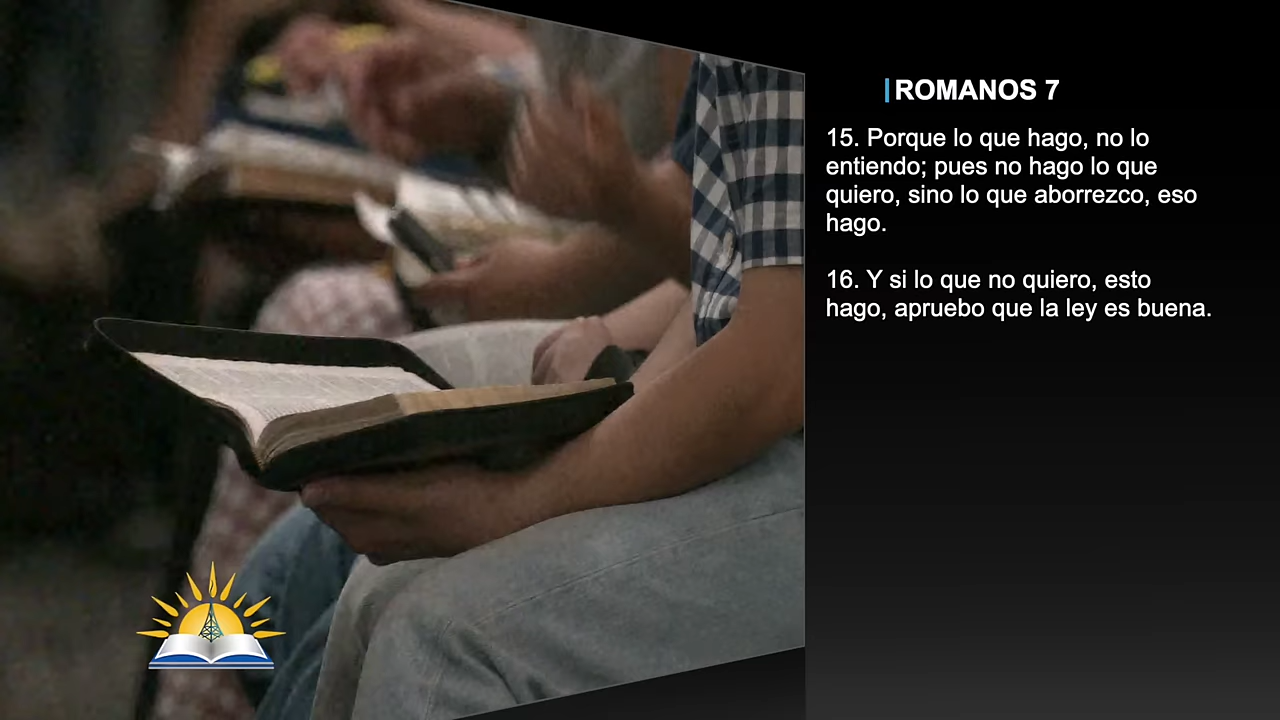 ROMANOS 7
15. Porque lo que hago, no lo
entiendo; pues no hago lo que
quiero, sino lo que aborrezco, eso
hago.
16. Y si lo que no quiero, esto
hago, apruebo que la ley es buena.